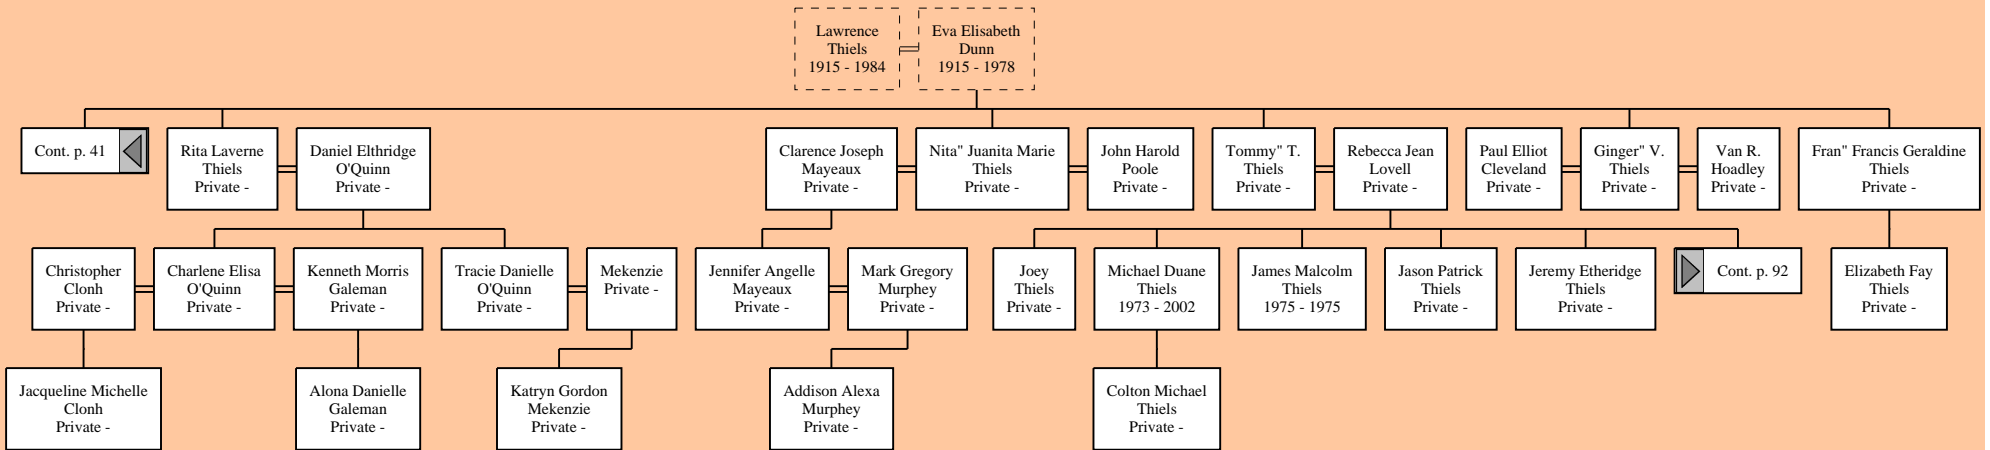 Lawrence
Thiels
1915 - 1984
Eva Elisabeth
Dunn
1915 - 1978
Cont. p. 41
Rita Laverne
Thiels
Private -
Daniel Elthridge
O'Quinn
Private -
Clarence Joseph
Mayeaux
Private -
Nita" Juanita Marie
Thiels
Private -
John Harold
Poole
Private -
Tommy" T.
Thiels
Private -
Rebecca Jean
Lovell
Private -
Paul Elliot
Cleveland
Private -
Ginger" V.
Thiels
Private -
Van R.
Hoadley
Private -
Fran" Francis Geraldine
Thiels
Private -
Christopher
Clonh
Private -
Charlene Elisa
O'Quinn
Private -
Kenneth Morris
Galeman
Private -
Tracie Danielle
O'Quinn
Private -
Mekenzie
Private -
Jennifer Angelle
Mayeaux
Private -
Mark Gregory
Murphey
Private -
Joey
Thiels
Private -
Michael Duane
Thiels
1973 - 2002
James Malcolm
Thiels
1975 - 1975
Jason Patrick
Thiels
Private -
Jeremy Etheridge
Thiels
Private -
Cont. p. 92
Elizabeth Fay
Thiels
Private -
Jacqueline Michelle
Clonh
Private -
Alona Danielle
Galeman
Private -
Katryn Gordon
Mekenzie
Private -
Addison Alexa
Murphey
Private -
Colton Michael
Thiels
Private -